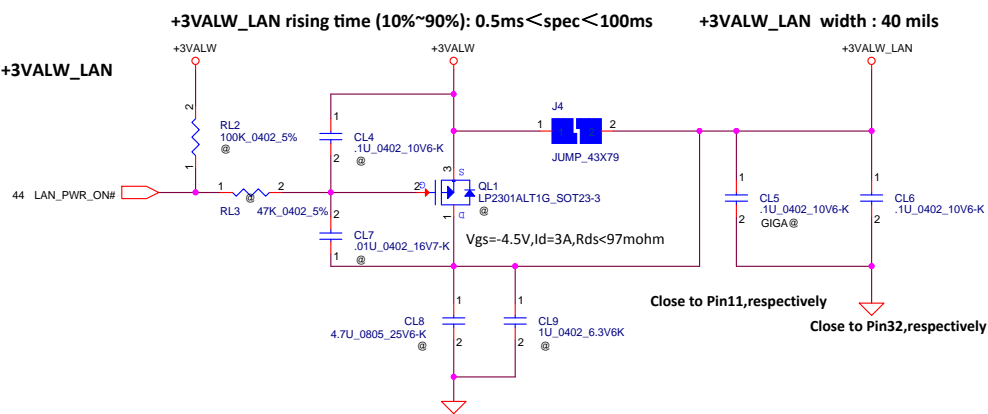 +3VALW_LAN rising time (10%~90%): 0.5ms＜spec＜100ms
+3VALW_LAN width : 40 mils
+3VALW
+3VALW
+3VALW_LAN
+3VALW_LAN
2
RL2
100K_0402_5%
@
1
1
CL4
.1U_0402_10V6-K
2
@
J4
1
1
2
2
JUMP_43X79
44 LAN_PWR_ON#
1
@
2
RL3
47K_0402_5%
2
G
3
S
QL1
LP2301ALT1G_SOT23-3
@
1
D
Vgs=-4.5V,Id=3A,Rds<97mohm
2
CL7
.01U_0402_16V7-K
1
@
1
CL5
.1U_0402_10V6-K
2
GIGA@
1
CL6
.1U_0402_10V6-K
2
Close to Pin11,respectively
Close to Pin32,respectively
1
CL8
4.7U_0805_25V6-K
2
@
1
CL9
1U_0402_6.3V6K
2
@